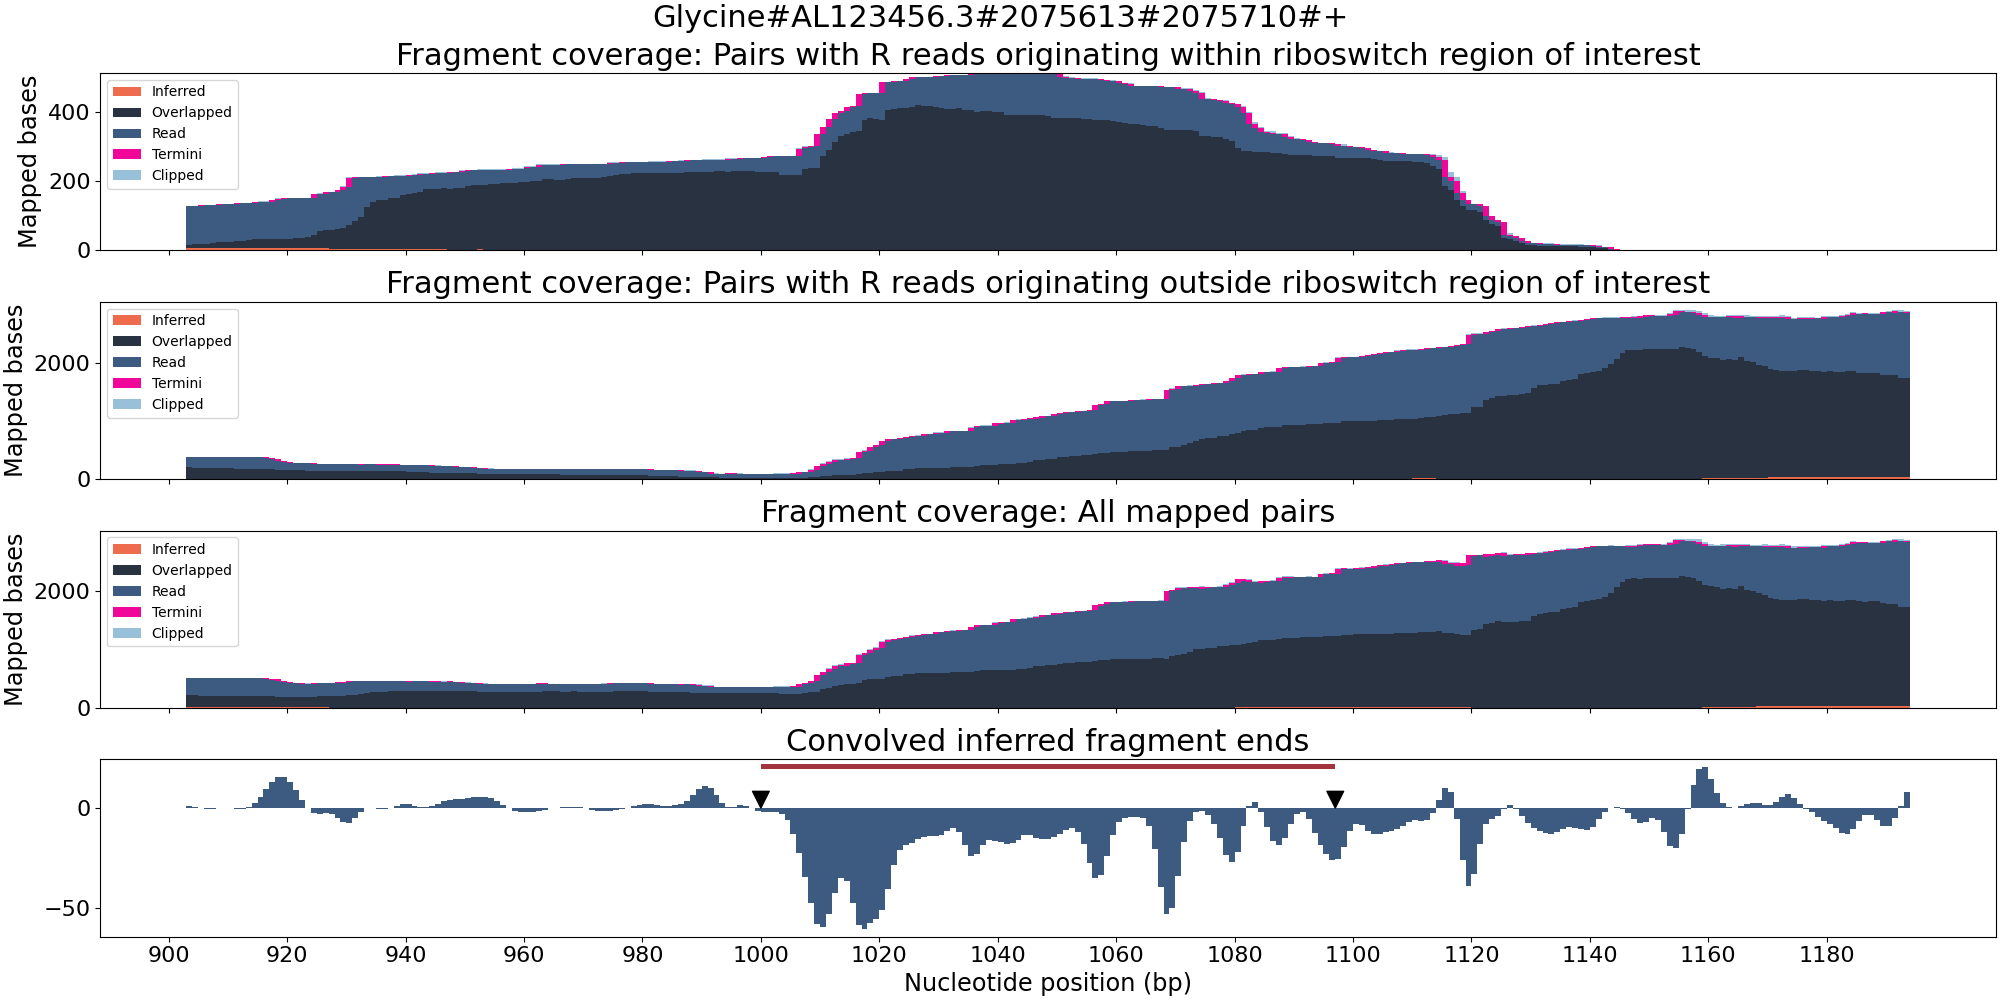 Glycine#AL123456.3#2075613#2075710#+
Fragment coverage: Pairs with R reads originating within riboswitch region of interest
Mapped bases
400
200
0
Inferred
Overlapped
Read
Termini
Clipped
Fragment coverage: Pairs with R reads originating outside riboswitch region of interest
Mapped bases
2000
0
Inferred
Overlapped
Read
Termini
Clipped
Fragment coverage: All mapped pairs
Mapped bases
2000
0
Inferred
Overlapped
Read
Termini
Clipped
Convolved inferred fragment ends
0
−50
900 920 940 960 980 1000 1020 1040 1060 1080 1100 1120 1140 1160 1180
Nucleotide position (bp)